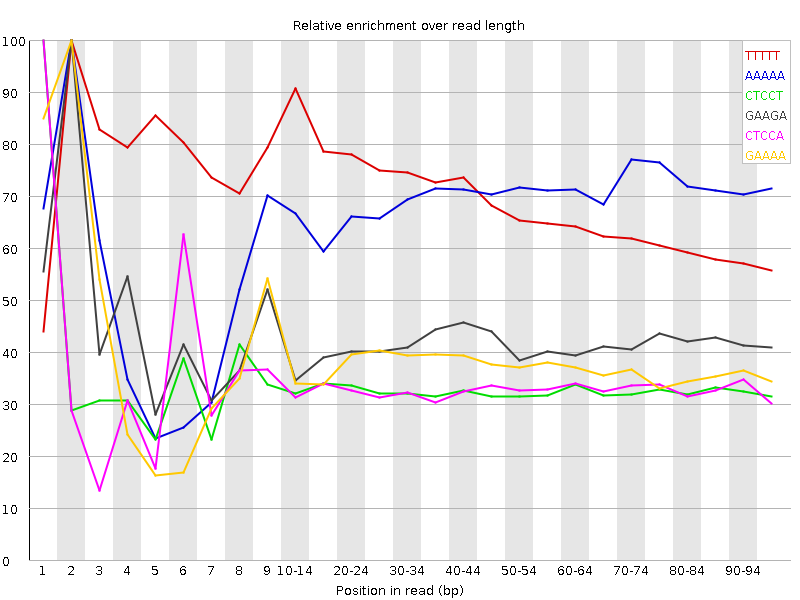 Relative enrichment over read length
100
90
80
70
60
50
40
30
20
10
0
TTTTT
AAAAA
CTCCT
GAAGA
CTCCA
GAAAA
1 2 3 4 5 6 7 8 9 10-14 20-24 30-34 40-44 50-54 60-64 70-74 80-84 90-94
Position in read (bp)